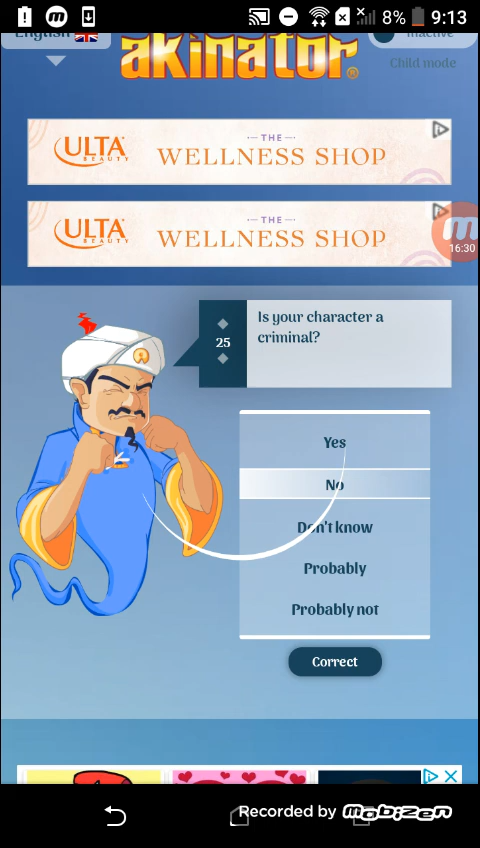 8% 9:13
English
akinator
Inactive
Child mode
ULTA BEAUTY
THE
WELLNESS SHOP
ULTA BEAUTY
THE
WELLNESS SHOP
16:30
25
Is your character a
criminal?
Yes
No
Don't know
Probably
Probably not
Correct
Recorded by MOBIZEN